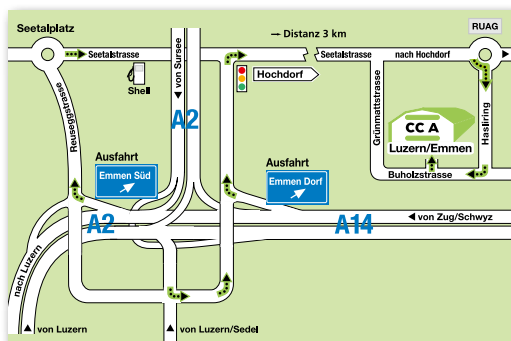 Seetalplatz
RUAG
→ Distanz 3 km
Seetalstrasse
Seetalstrasse
nach Hochdorf
von Sursee
Shell
Hochdorf
Reuseggstrasse
Grünmattstrasse
Hasliring
A2
CC A
Luzern/Emmen
Ausfahrt
Emmen Süd
Ausfahrt
Emmen Dorf
Buholzstrasse
A2
A14
von Zug/Schwyz
nach Luzern
von Luzern
von Luzern/Sedel